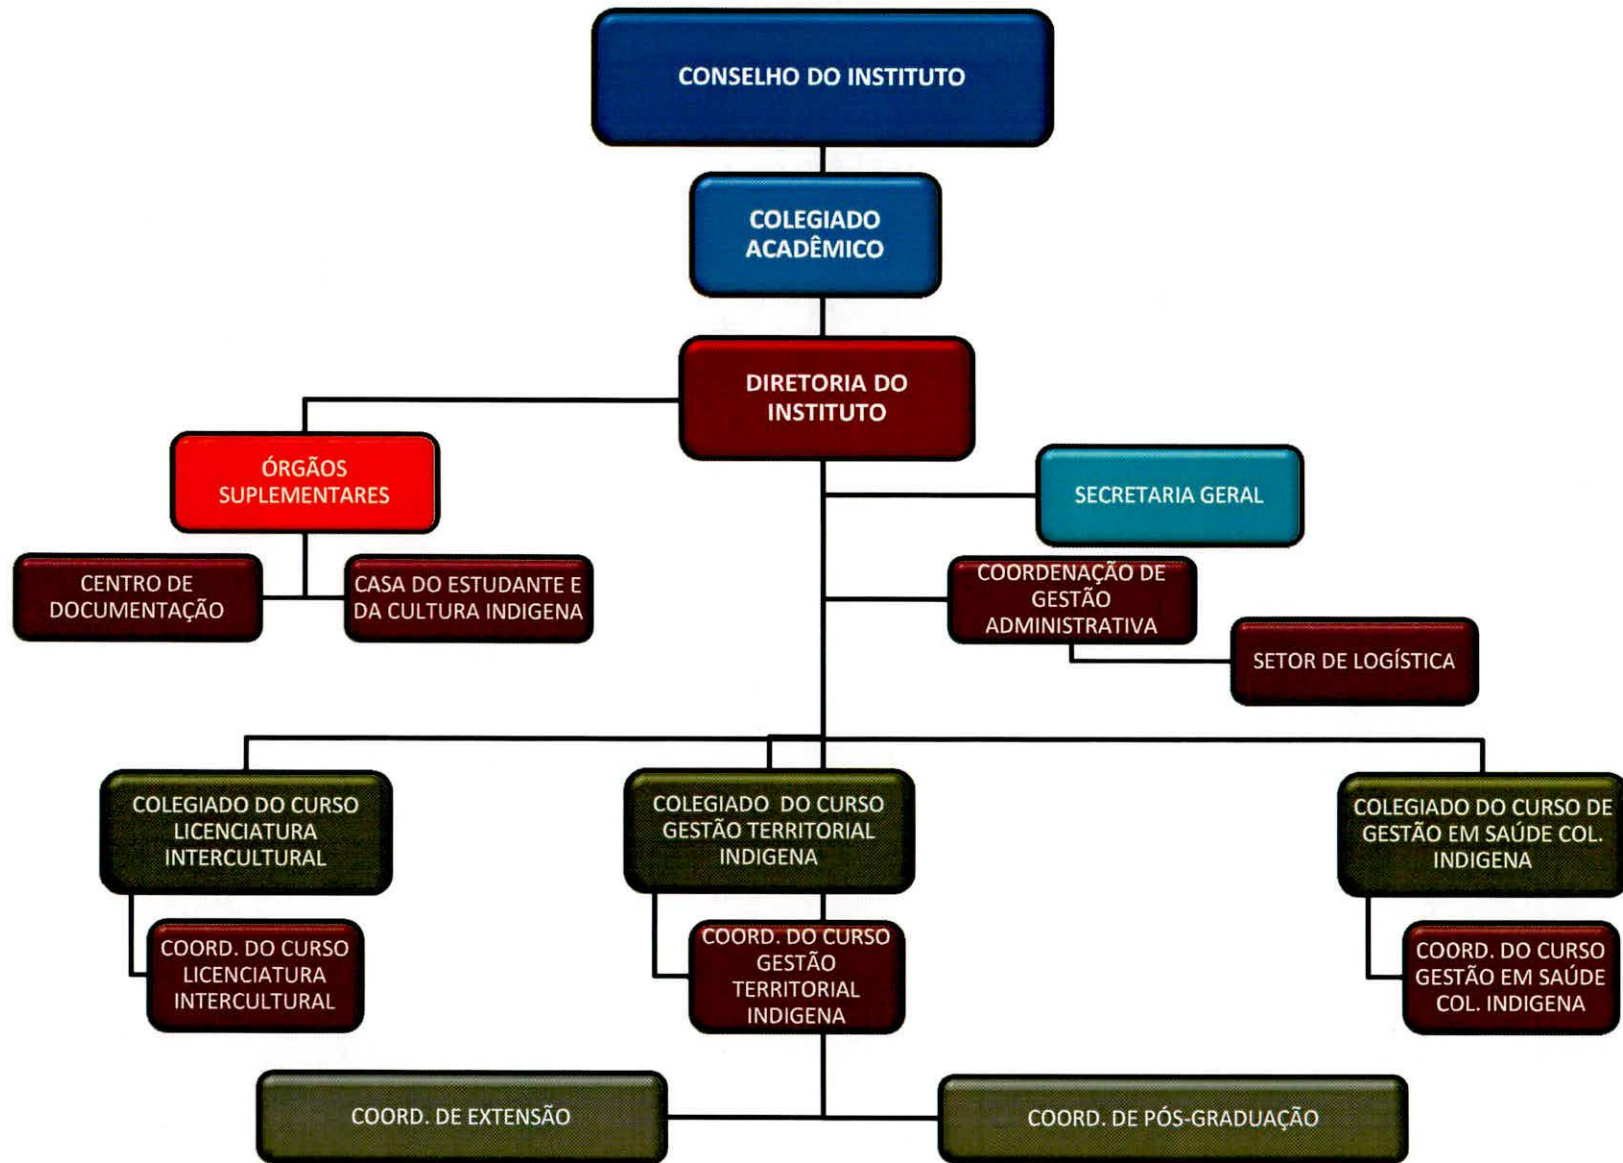 CONSELHO DO INSTITUTO
COLEGIADO
ACADÊMICO
DIRETORIA DO
INSTITUTO
ÓRGÃOS
SUPLEMENTARES
SECRETARIA GERAL
CENTRO DE
DOCUMENTAÇÃO
CASA DO ESTUDANTE E
DA CULTURA INDIGENA
COORDENAÇÃO DE
GESTÃO
ADMINISTRATIVA
SETOR DE LOGÍSTICA
COLEGIADO DO CURSO
LICENCIATURA
INTERCULTURAL
COLEGIADO DO CURSO
GESTÃO TERRITORIAL
INDIGENA
COLEGIADO DO CURSO DE
GESTÃO EM SAÚDE COL.
INDIGENA
COORD. DO CURSO
LICENCIATURA
INTERCULTURAL
COORD. DO CURSO
GESTÃO
TERRITORIAL
INDIGENA
COORD. DO CURSO
GESTÃO EM SAÚDE
COL. INDIGENA
COORD. DE EXTENSÃO
COORD. DE PÓS-GRADUAÇÃO